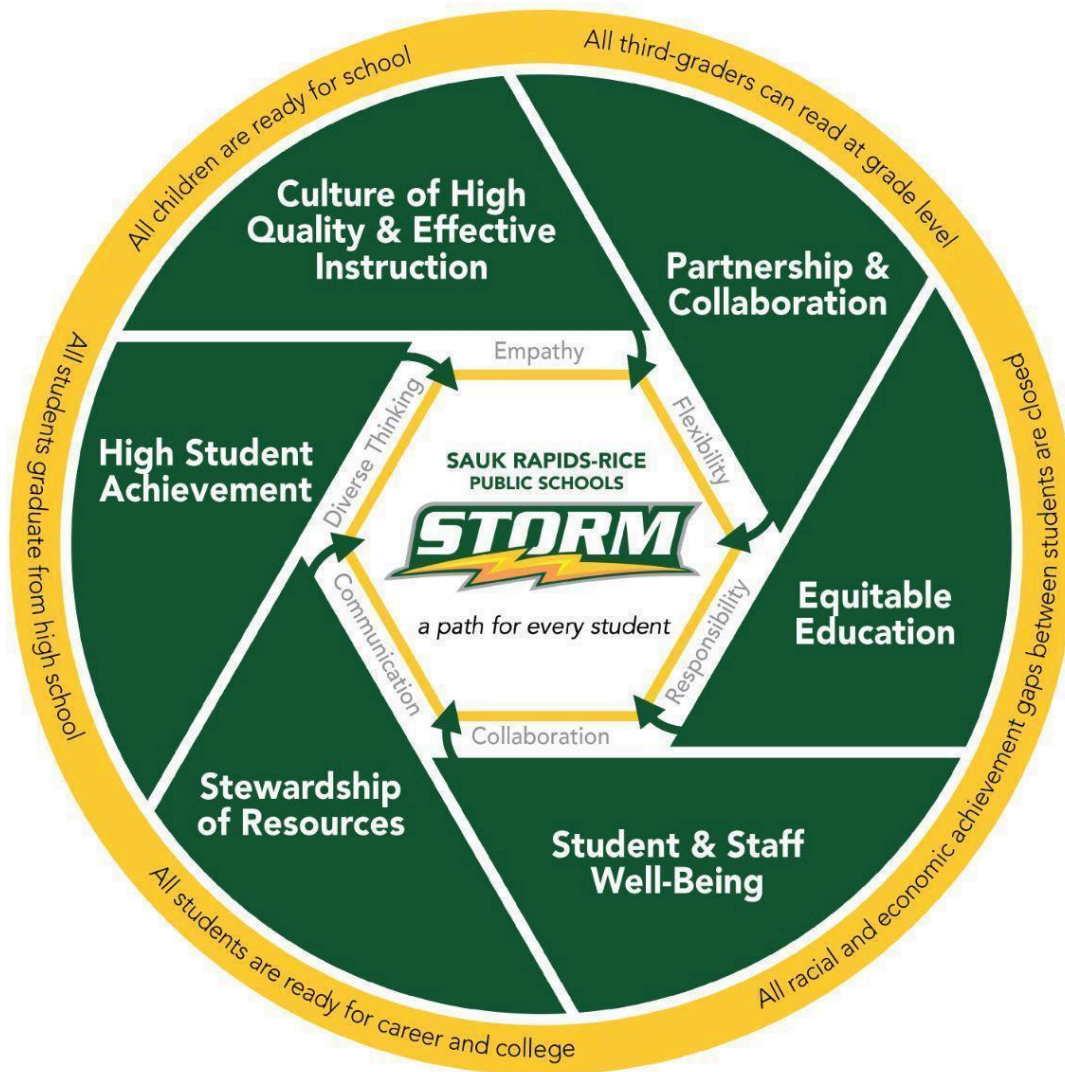 All children are ready for school
All third-graders can read at grade level
All racial and economic achievement gaps between students are closed
All students are ready for career and college
All students graduate from high school
Culture of High
Quality & Effective
Instruction
Partnership &
Collaboration
Equitable
Education
Student & Staff
Well-Being
Stewardship
of Resources
High Student
Achievement
Empathy
Flexibility
Responsibility
Collaboration
Communication
Diverse Thinking
SAUK RAPIDS-RICE
PUBLIC SCHOOLS
STORM
a path for every student